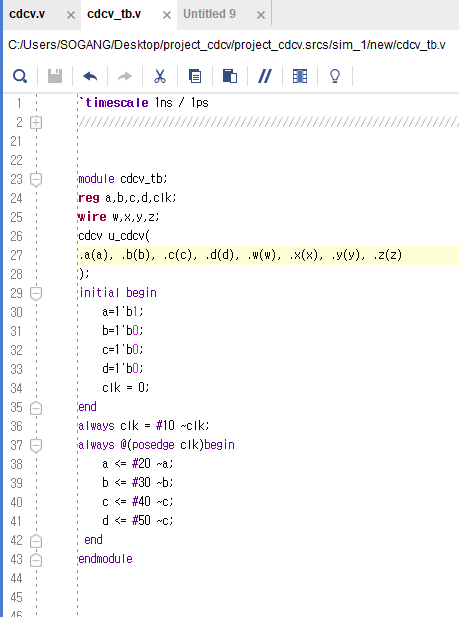 cdcv.v × cdcv_tb.v × Untitled 9 ×
C:/Users/SOGANG/Desktop/project_cdcv/project_cdcv.srcs/sim_1/new/cdcv_tb.v
1 `timescale 1ns / 1ps
2 ////////////////////////////////////////////////////////////////
21
22
23 module cdcv_tb;
24 reg a,b,c,d,clk;
25 wire w,x,y,z;
26 cdcv u_cdcv(
27 .a(a), .b(b), .c(c), .d(d), .w(w), .x(x), .y(y), .z(z)
28 );
29 initial begin
30 a=1'b1;
31 b=1'b0;
32 c=1'b0;
33 d=1'b0;
34 clk = 0;
35 end
36 always clk = #10 ~clk;
37 always @(posedge clk)begin
38 a <= #20 ~a;
39 b <= #30 ~b;
40 c <= #40 ~c;
41 d <= #50 ~c;
42 end
43 endmodule
44
45
46